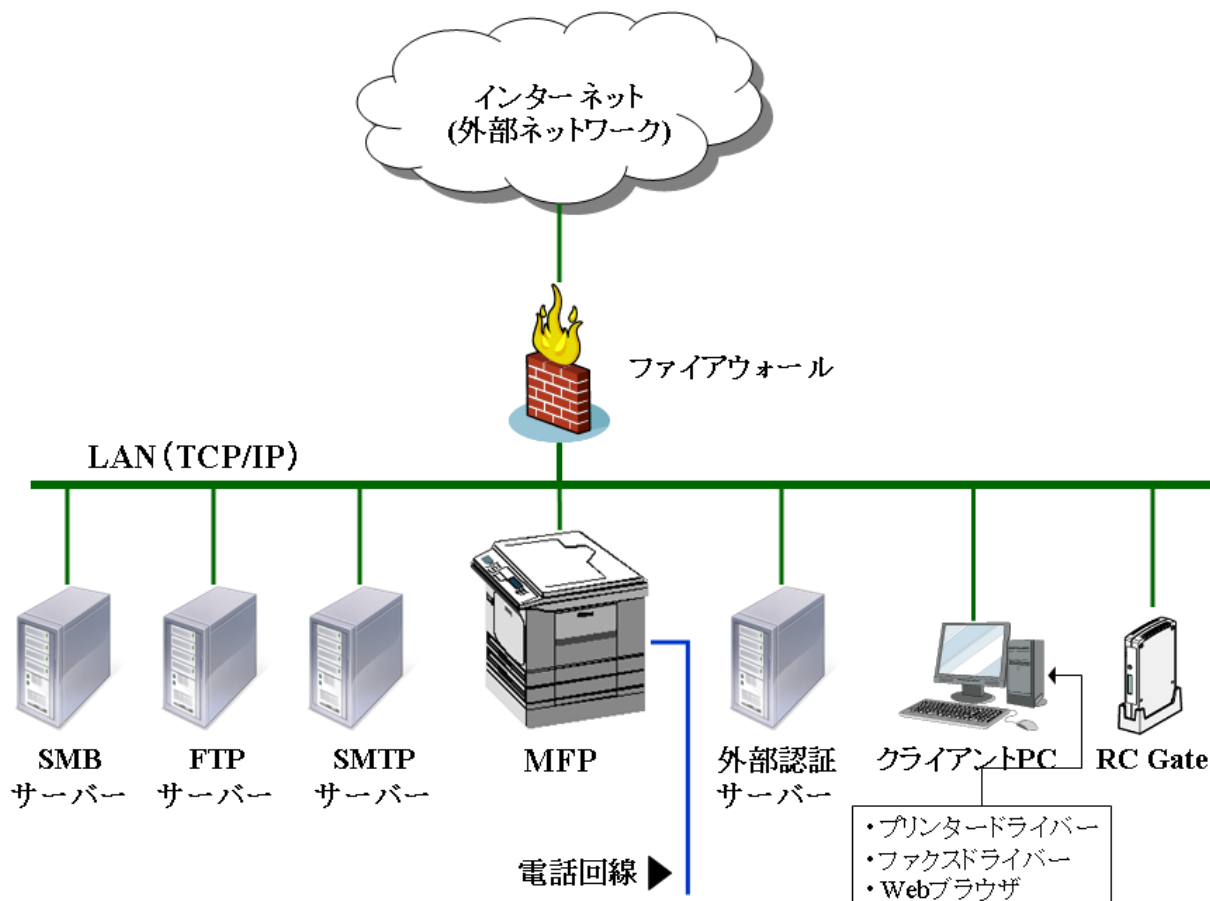 インターネット
(外部ネットワーク)
ファイアウォール
LAN(TCP/IP)
SMB
サーバー
FTP
サーバー
SMTP
サーバー
MFP
外部認証
サーバー
クライアントPC
RC Gate
・プリンタードライバー
・ファクスドライバー
・Webブラウザ
電話回線